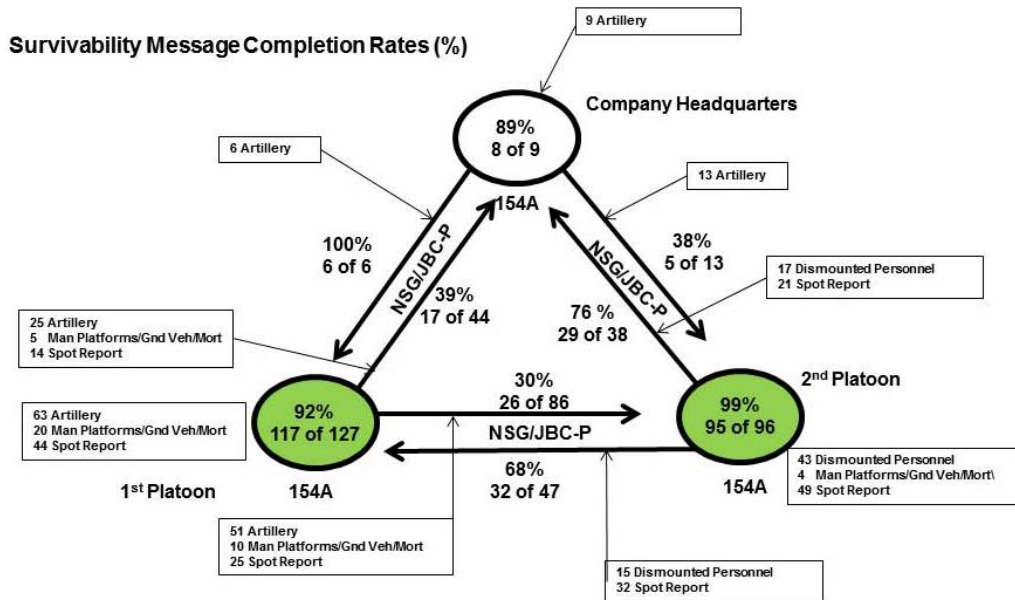 9 Artillery
Survivability Message Completion Rates (%)
Company Headquarters
89%
8 of 9
6 Artillery
13 Artillery
154A
100%
6 of 6
NSG/JBC-P
39%
17 of 44
NSG/JBC-P
38%
5 of 13
76 %
29 of 38
17 Dismounted Personnel
21 Spot Report
25 Artillery
5 Man Platforms/Gnd Veh/Mort
14 Spot Report
2nd Platoon
30%
26 of 86
NSG/JBC-P
68%
32 of 47
63 Artillery
20 Man Platforms/Gnd Veh/Mort
44 Spot Report
92%
117 of 127
99%
95 of 96
1st Platoon
154A
154A
43 Dismounted Personnel
4 Man Platforms/Gnd Veh/Mort\
49 Spot Report
51 Artillery
10 Man Platforms/Gnd Veh/Mort
25 Spot Report
15 Dismounted Personnel
32 Spot Report